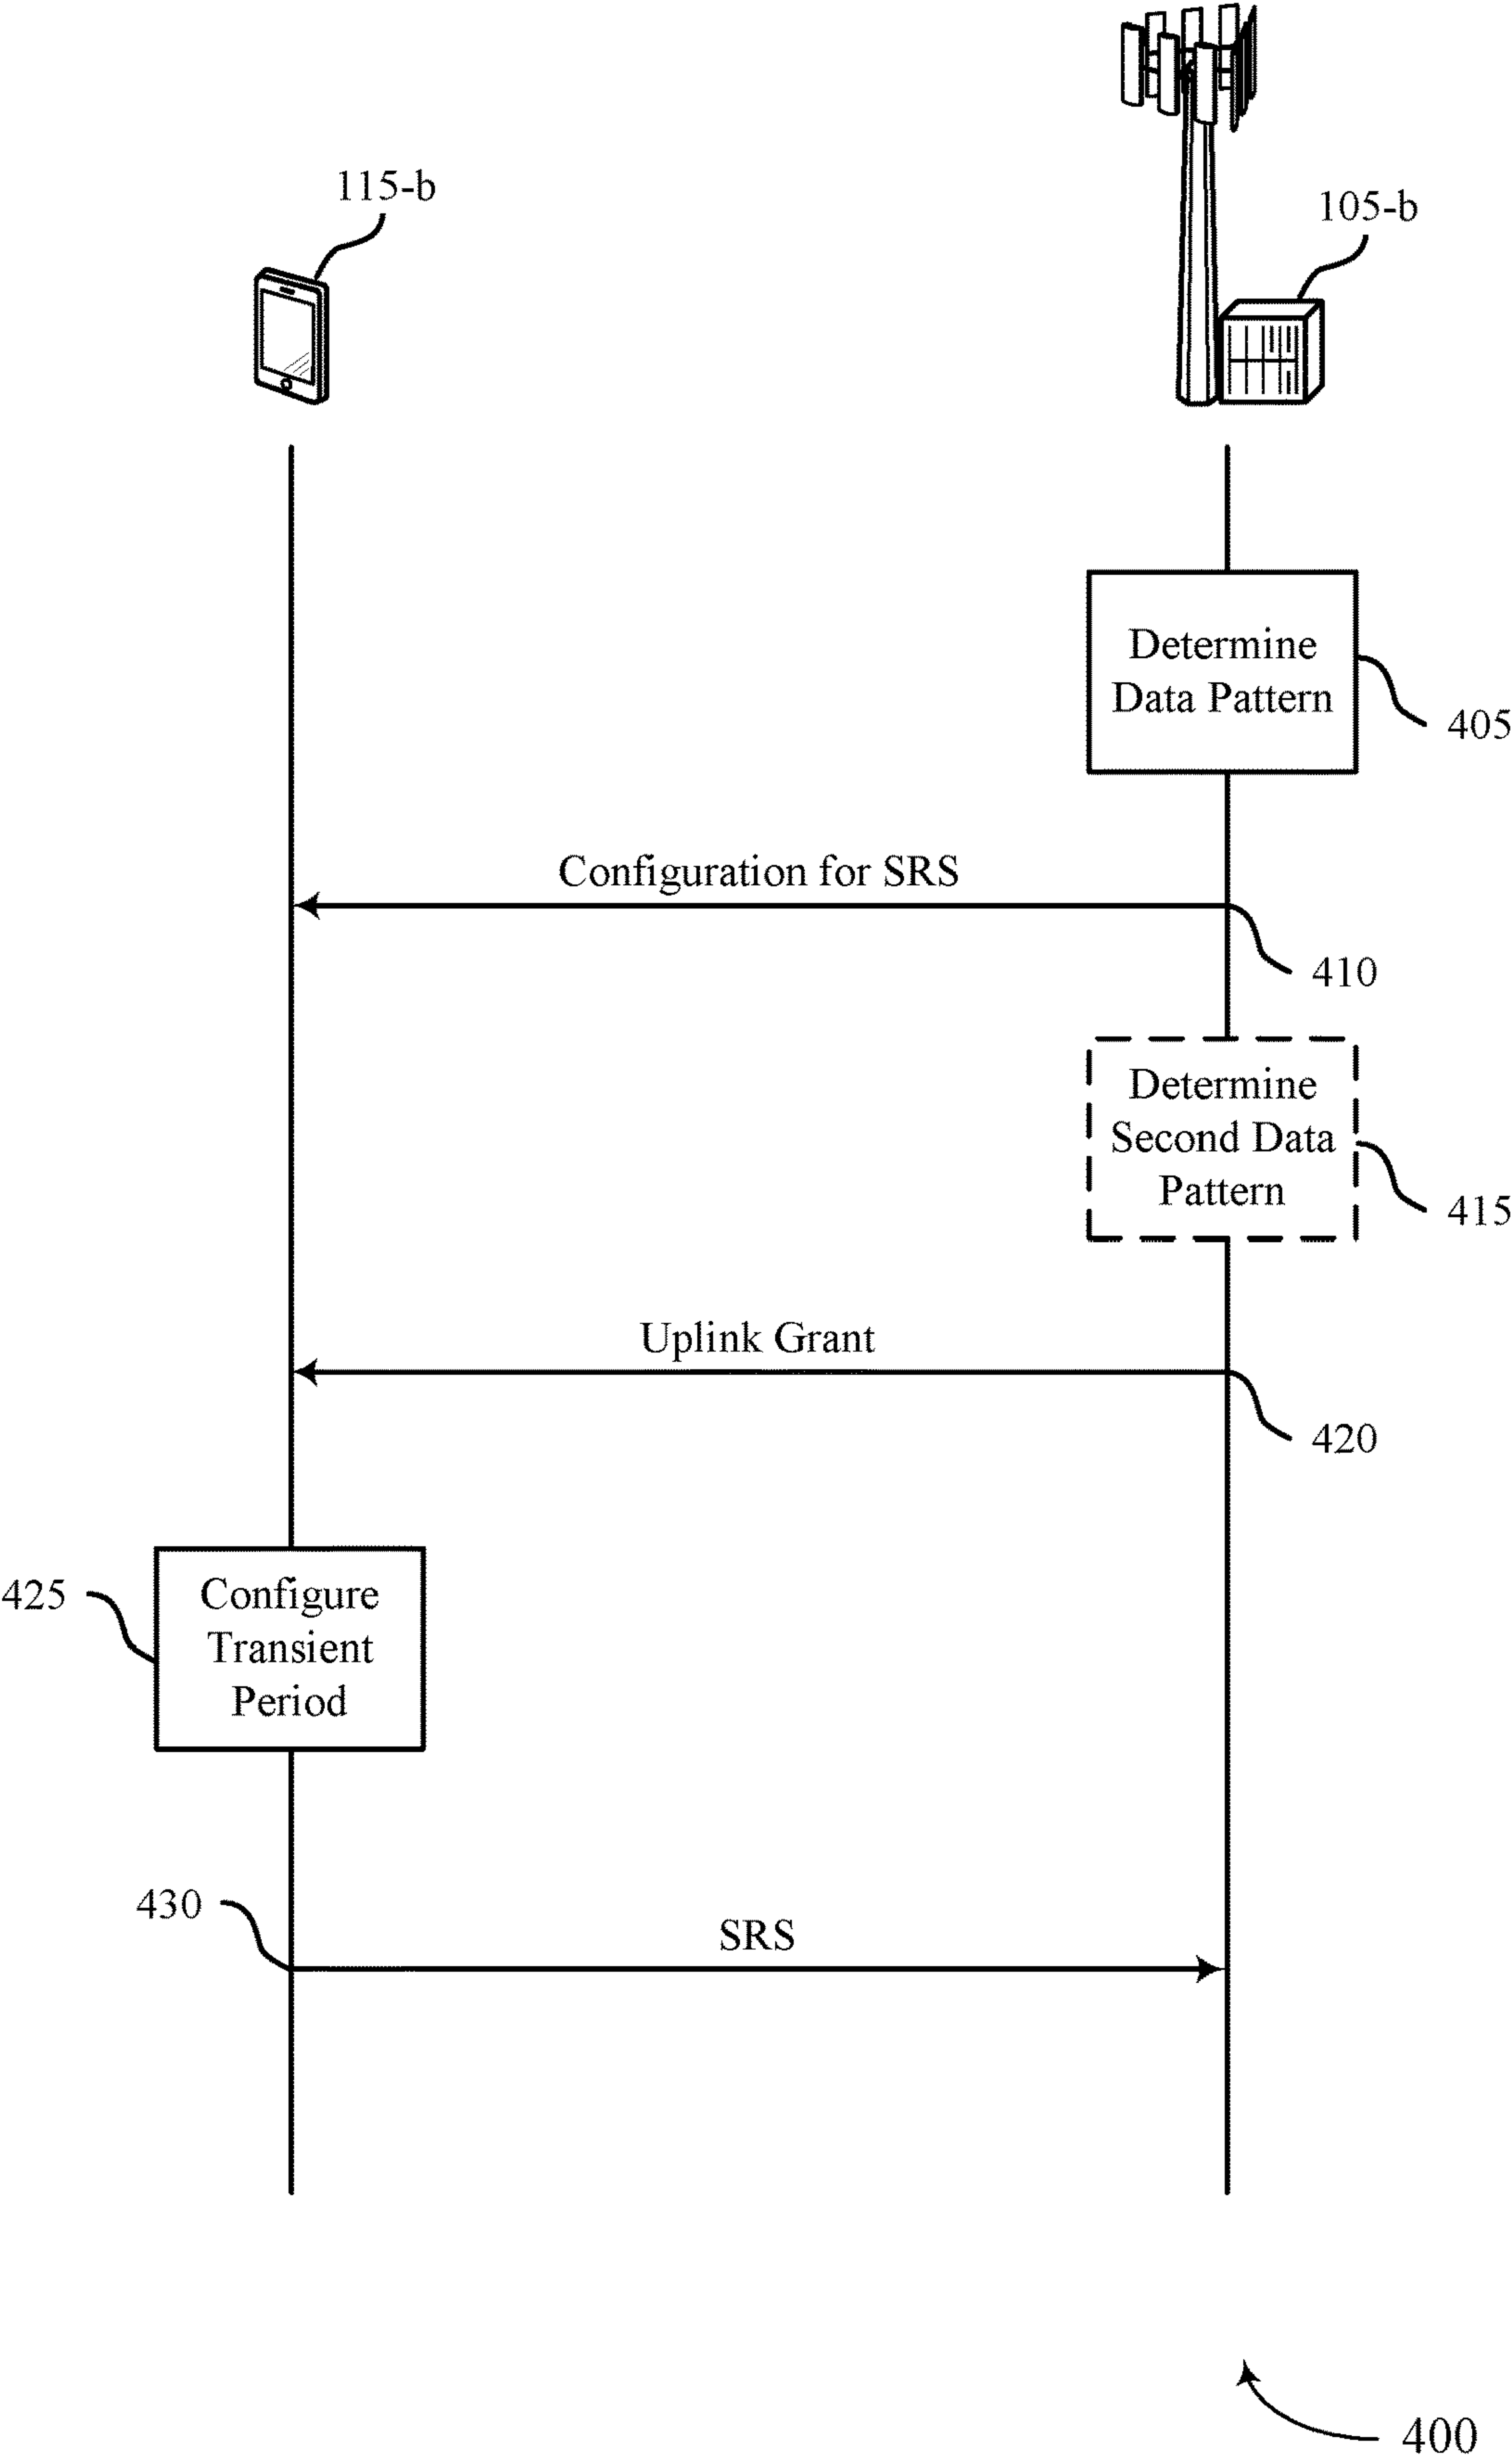 115-b
105-b
Determine
Data Pattern
405
Configuration for SRS
410
Determine
Second Data
Pattern
415
Uplink Grant
420
425
Configure
Transient
Period
430
SRS
400